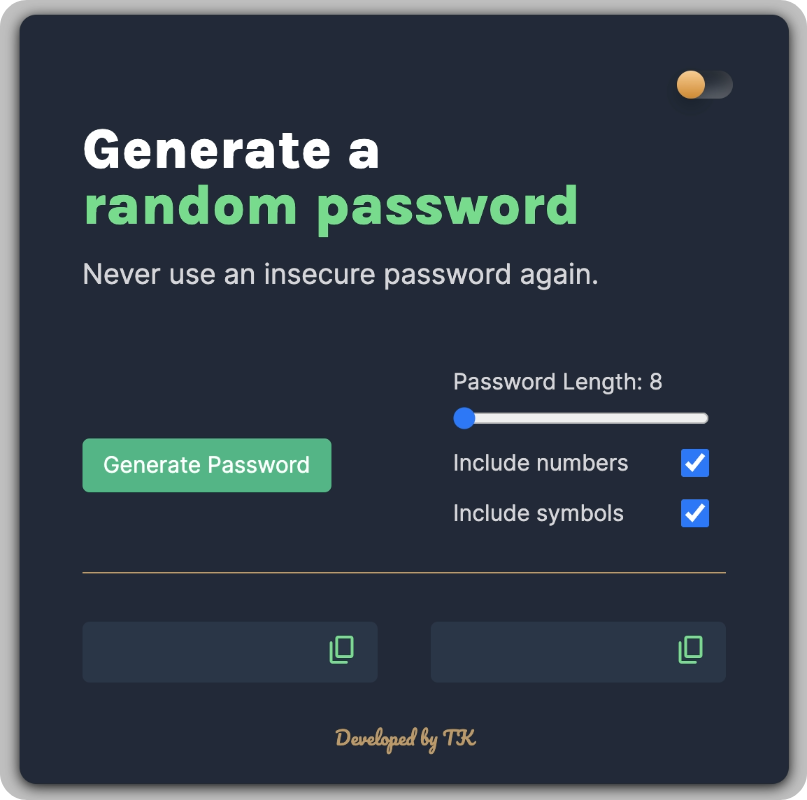 Generate a
random password
Never use an insecure password again.
Password Length: 8
Generate Password
Include numbers
Include symbols
Developed by TK